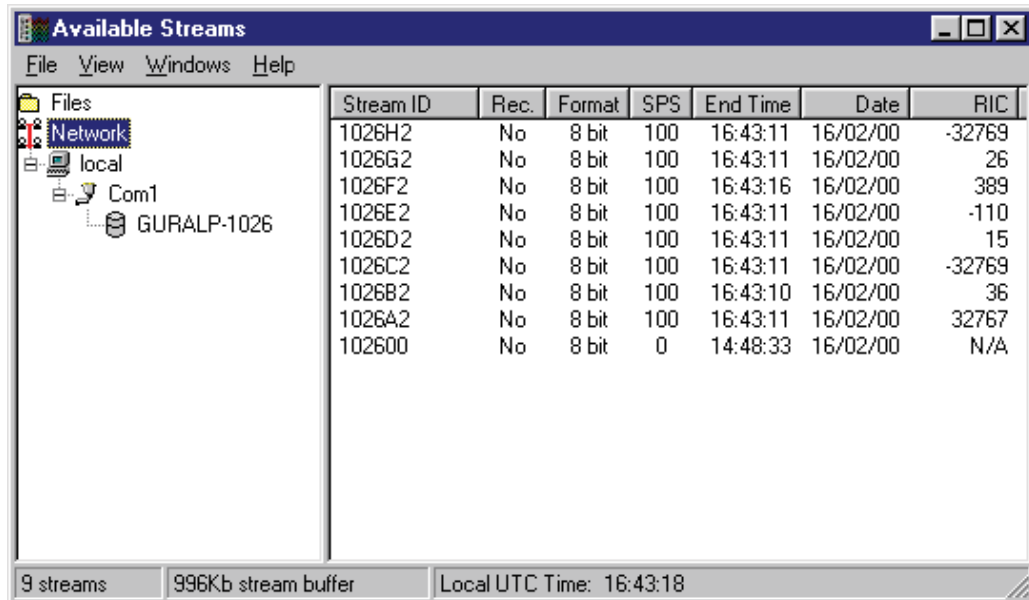 Available Streams
File View Windows Help
Files
Network
local
Com1
GURALP-1026
Stream ID Rec. Format SPS End Time Date RIC
1026H2 No 8 bit 100 16:43:11 16/02/00 -32769
1026G2 No 8 bit 100 16:43:11 16/02/00 26
1026F2 No 8 bit 100 16:43:16 16/02/00 389
1026E2 No 8 bit 100 16:43:11 16/02/00 -110
1026D2 No 8 bit 100 16:43:11 16/02/00 15
1026C2 No 8 bit 100 16:43:11 16/02/00 -32769
1026B2 No 8 bit 100 16:43:10 16/02/00 36
1026A2 No 8 bit 100 16:43:11 16/02/00 32767
102600 No 8 bit 0 14:48:33 16/02/00 N/A
9 streams 996Kb stream buffer Local UTC Time: 16:43:18